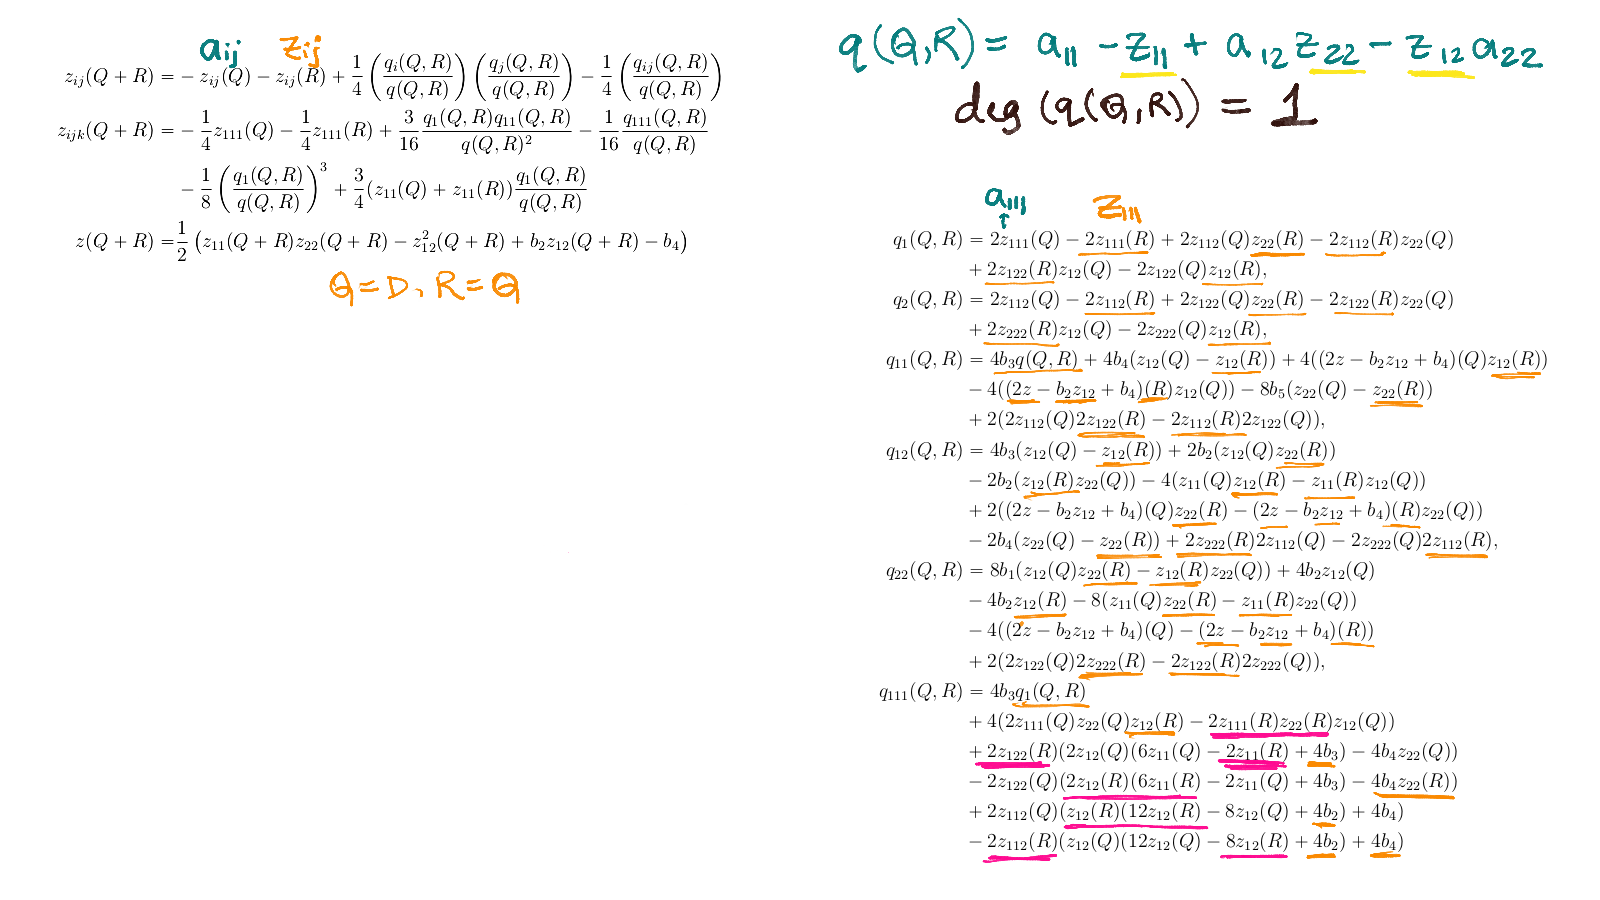 aij zij
z_{ij}(Q + R) = − z_{ij}(Q) − z_{ij}(R) + \frac{1}{4} \left( \frac{q_i(Q, R)}{q(Q, R)} \right) \left( \frac{q_j(Q, R)}{q(Q, R)} \right) − \frac{1}{4} \left( \frac{q_{ij}(Q, R)}{q(Q, R)} \right)
z_{ijk}(Q + R) = − \frac{1}{4} z_{111}(Q) − \frac{1}{4} z_{111}(R) + \frac{3}{16} \frac{q_1(Q, R)q_{11}(Q, R)}{q(Q, R)^2} − \frac{1}{16} \frac{q_{111}(Q, R)}{q(Q, R)}
− \frac{1}{8} \left( \frac{q_1(Q, R)}{q(Q, R)} \right)^3 + \frac{3}{4} (z_{11}(Q) + z_{11}(R)) \frac{q_1(Q, R)}{q(Q, R)}
z(Q + R) = \frac{1}{2} \left( z_{11}(Q + R)z_{22}(Q + R) − z_{12}^2(Q + R) + b_2z_{12}(Q + R) − b_4 \right)
Q = D, R = Q
q(Q,R) = a_{11} − z_{11} + a_{12} z_{22} − z_{12} a_{22}
deg (q(Q,R)) = 1
a_{111} z_{111}
↑
q_1(Q, R) = 2z_{111}(Q) − 2z_{111}(R) + 2z_{112}(Q)z_{22}(R) − 2z_{112}(R)z_{22}(Q)
+ 2z_{122}(R)z_{12}(Q) − 2z_{122}(Q)z_{12}(R),
q_2(Q, R) = 2z_{112}(Q) − 2z_{112}(R) + 2z_{122}(Q)z_{22}(R) − 2z_{122}(R)z_{22}(Q)
+ 2z_{222}(R)z_{12}(Q) − 2z_{222}(Q)z_{12}(R),
q_{11}(Q, R) = 4b_3q(Q, R) + 4b_4(z_{12}(Q) − z_{12}(R)) + 4((2z − b_2z_{12} + b_4)(Q)z_{12}(R))
− 4((2z − b_2z_{12} + b_4)(R)z_{12}(Q)) − 8b_5(z_{22}(Q) − z_{22}(R))
+ 2(2z_{112}(Q)2z_{122}(R) − 2z_{112}(R)2z_{122}(Q)),
q_{12}(Q, R) = 4b_3(z_{12}(Q) − z_{12}(R)) + 2b_2(z_{12}(Q)z_{22}(R))
− 2b_2(z_{12}(R)z_{22}(Q)) − 4(z_{11}(Q)z_{12}(R) − z_{11}(R)z_{12}(Q))
+ 2((2z − b_2z_{12} + b_4)(Q)z_{22}(R) − (2z − b_2z_{12} + b_4)(R)z_{22}(Q))
− 2b_4(z_{22}(Q) − z_{22}(R)) + 2z_{222}(R)2z_{112}(Q) − 2z_{222}(Q)2z_{112}(R),
q_{22}(Q, R) = 8b_1(z_{12}(Q)z_{22}(R) − z_{12}(R)z_{22}(Q)) + 4b_2z_{12}(Q)
− 4b_2z_{12}(R) − 8(z_{11}(Q)z_{22}(R) − z_{11}(R)z_{22}(Q))
− 4((2z − b_2z_{12} + b_4)(Q) − (2z − b_2z_{12} + b_4)(R))
+ 2(2z_{122}(Q)2z_{222}(R) − 2z_{122}(R)2z_{222}(Q)),
q_{111}(Q, R) = 4b_3q_1(Q, R)
+ 4(2z_{111}(Q)z_{22}(Q)z_{12}(R) − 2z_{111}(R)z_{22}(R)z_{12}(Q))
+ 2z_{122}(R)(2z_{12}(Q)(6z_{11}(Q) − 2z_{11}(R) + 4b_3) − 4b_4z_{22}(Q))
− 2z_{122}(Q)(2z_{12}(R)(6z_{11}(R) − 2z_{11}(Q) + 4b_3) − 4b_4z_{22}(R))
+ 2z_{112}(Q)(z_{12}(R)(12z_{12}(R) − 8z_{12}(Q) + 4b_2) + 4b_4)
− 2z_{112}(R)(z_{12}(Q)(12z_{12}(Q) − 8z_{12}(R) + 4b_2) + 4b_4)